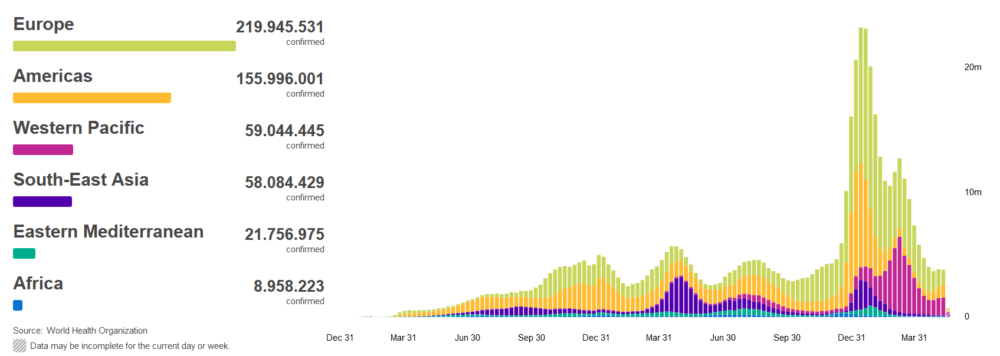 Europe
219.945.531
confirmed
Americas
155.996.001
confirmed
Western Pacific
59.044.445
confirmed
South-East Asia
58.084.429
confirmed
Eastern Mediterranean
21.756.975
confirmed
Africa
8.958.223
confirmed
Source: World Health Organization
Data may be incomplete for the current day or week.
20m
10m
0
Dec 31 Mar 31 Jun 30 Sep 30 Dec 31 Mar 31 Jun 30 Sep 30 Dec 31 Mar 31